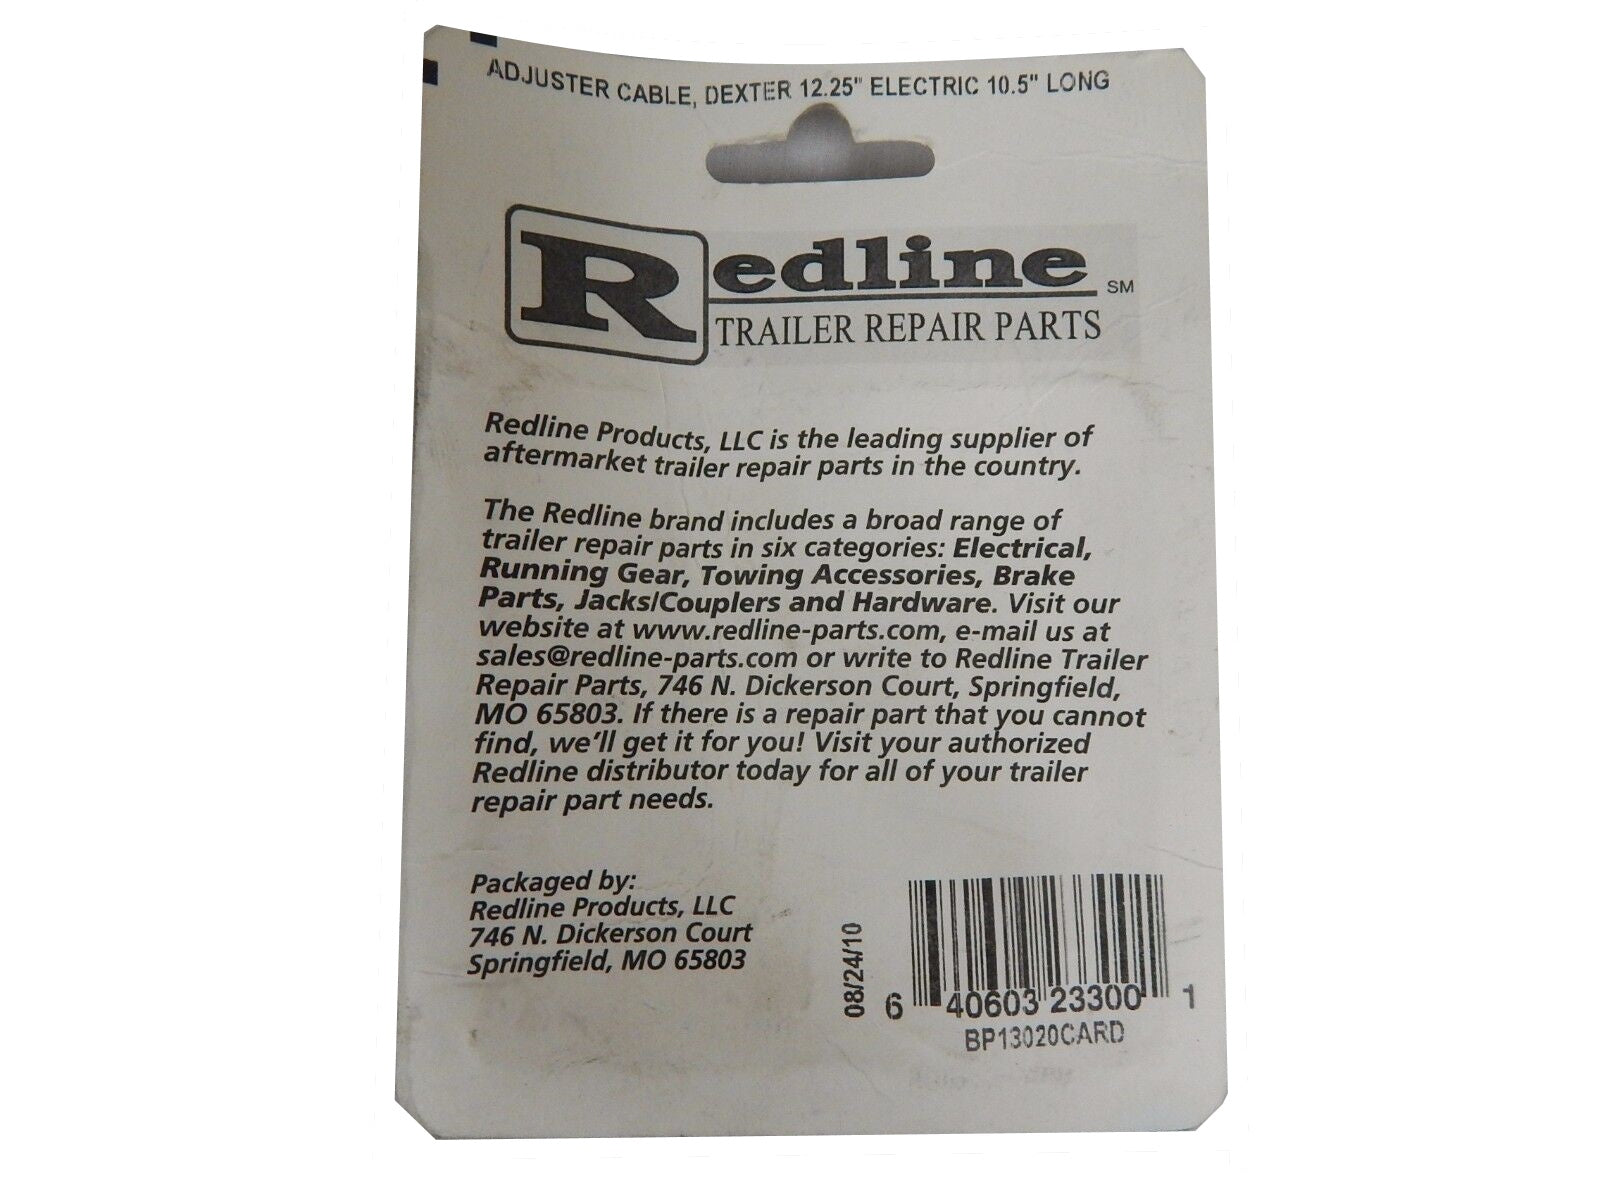 ADJUSTER CABLE, DEXTER 12.25" ELECTRIC 10.5" LONG
Redline SM
TRAILER REPAIR PARTS
Redline Products, LLC is the leading supplier of
aftermarket trailer repair parts in the country.
The Redline brand includes a broad range of
trailer repair parts in six categories: Electrical,
Running Gear, Towing Accessories, Brake
Parts, Jacks/Couplers and Hardware. Visit our
website at www.redline-parts.com, e-mail us at
sales@redline-parts.com or write to Redline Trailer
Repair Parts, 746 N. Dickerson Court, Springfield,
MO 65803. If there is a repair part that you cannot
find, we'll get it for you! Visit your authorized
Redline distributor today for all of your trailer
repair part needs.
Packaged by:
Redline Products, LLC
746 N. Dickerson Court
Springfield, MO 65803
08/24/10
6 40603 23300 1
BP13020CARD